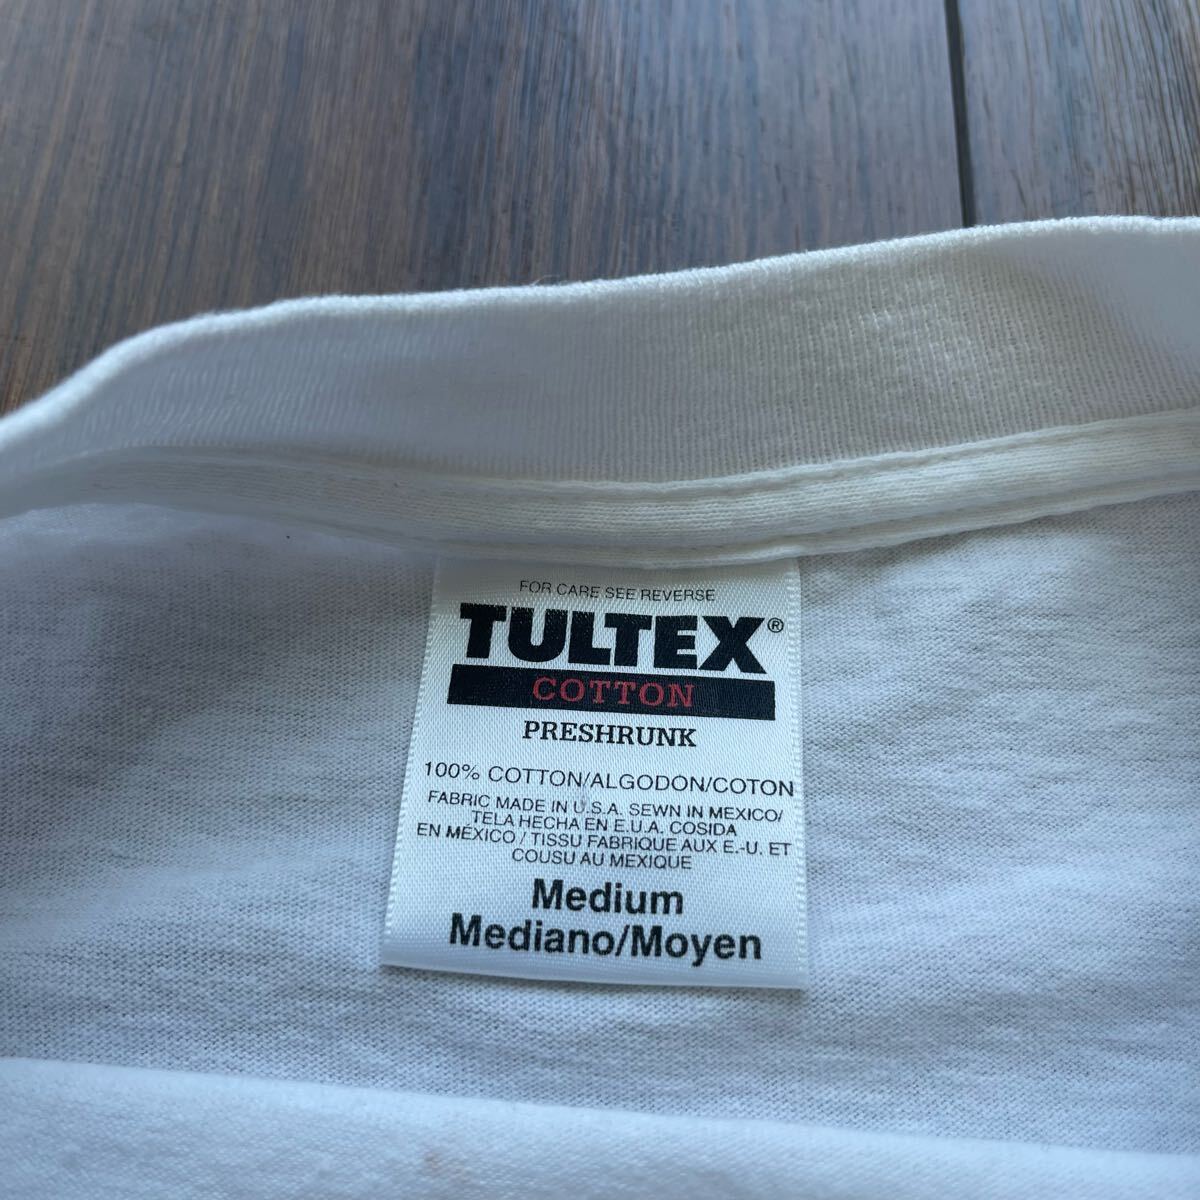 FOR CARE SEE REVERSE
TULTEX®
COTTON
PRESHRUNK
100% COTTON/ALGODON/COTON
FABRIC MADE IN U.S.A. SEWN IN MEXICO/
TELA HECHA EN E.U.A. COSIDA
EN MÉXICO / TISSU FABRIQUE AUX E.-U. ET
COUSU AU MEXIQUE
Medium
Mediano/Moyen